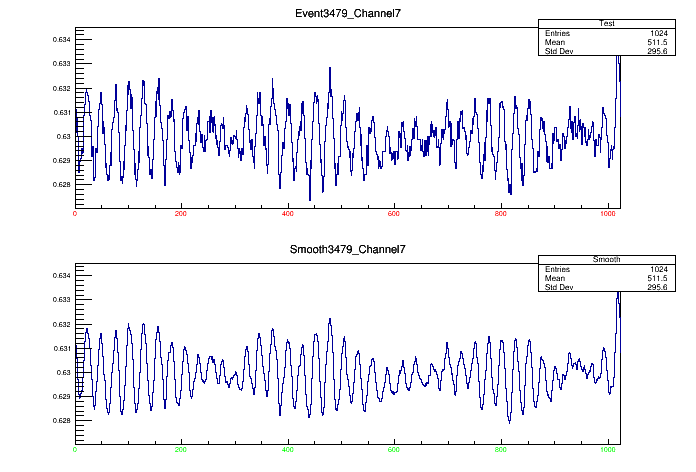 Event3479_Channel7
Test
Entries 1024
Mean 511.5
Std Dev 295.6
0.634
0.633
0.632
0.631
0.63
0.629
0.628
0 200 400 600 800 1000
Smooth3479_Channel7
Smooth
Entries 1024
Mean 511.5
Std Dev 295.6
0.634
0.633
0.632
0.631
0.63
0.629
0.628
0 200 400 600 800 1000